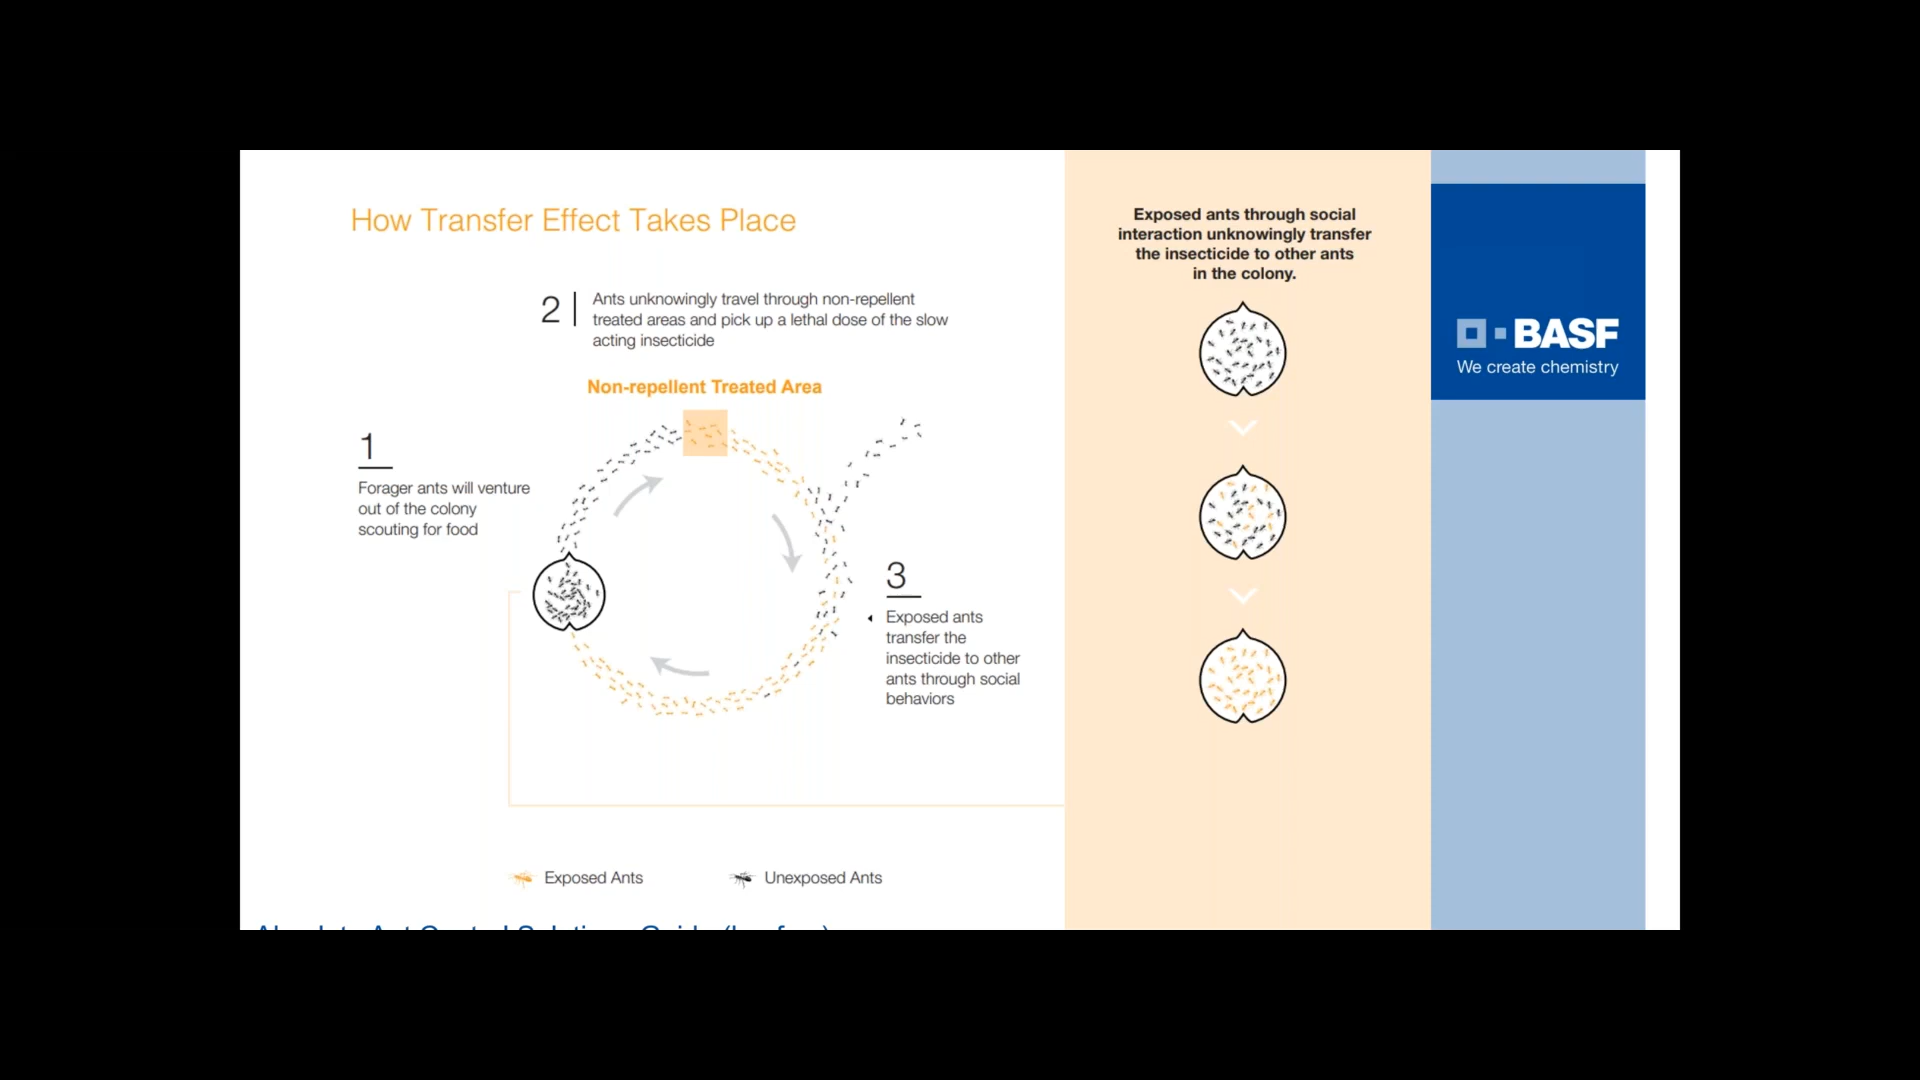 How Transfer Effect Takes Place
2
Ants unknowingly travel through non-repellent
treated areas and pick up a lethal dose of the slow
acting insecticide
Non-repellent Treated Area
1
Forager ants will venture
out of the colony
scouting for food
3
Exposed ants
transfer the
insecticide to other
ants through social
behaviors
Exposed Ants
Unexposed Ants
Exposed ants through social
interaction unknowingly transfer
the insecticide to other ants
in the colony.
BASF
We create chemistry